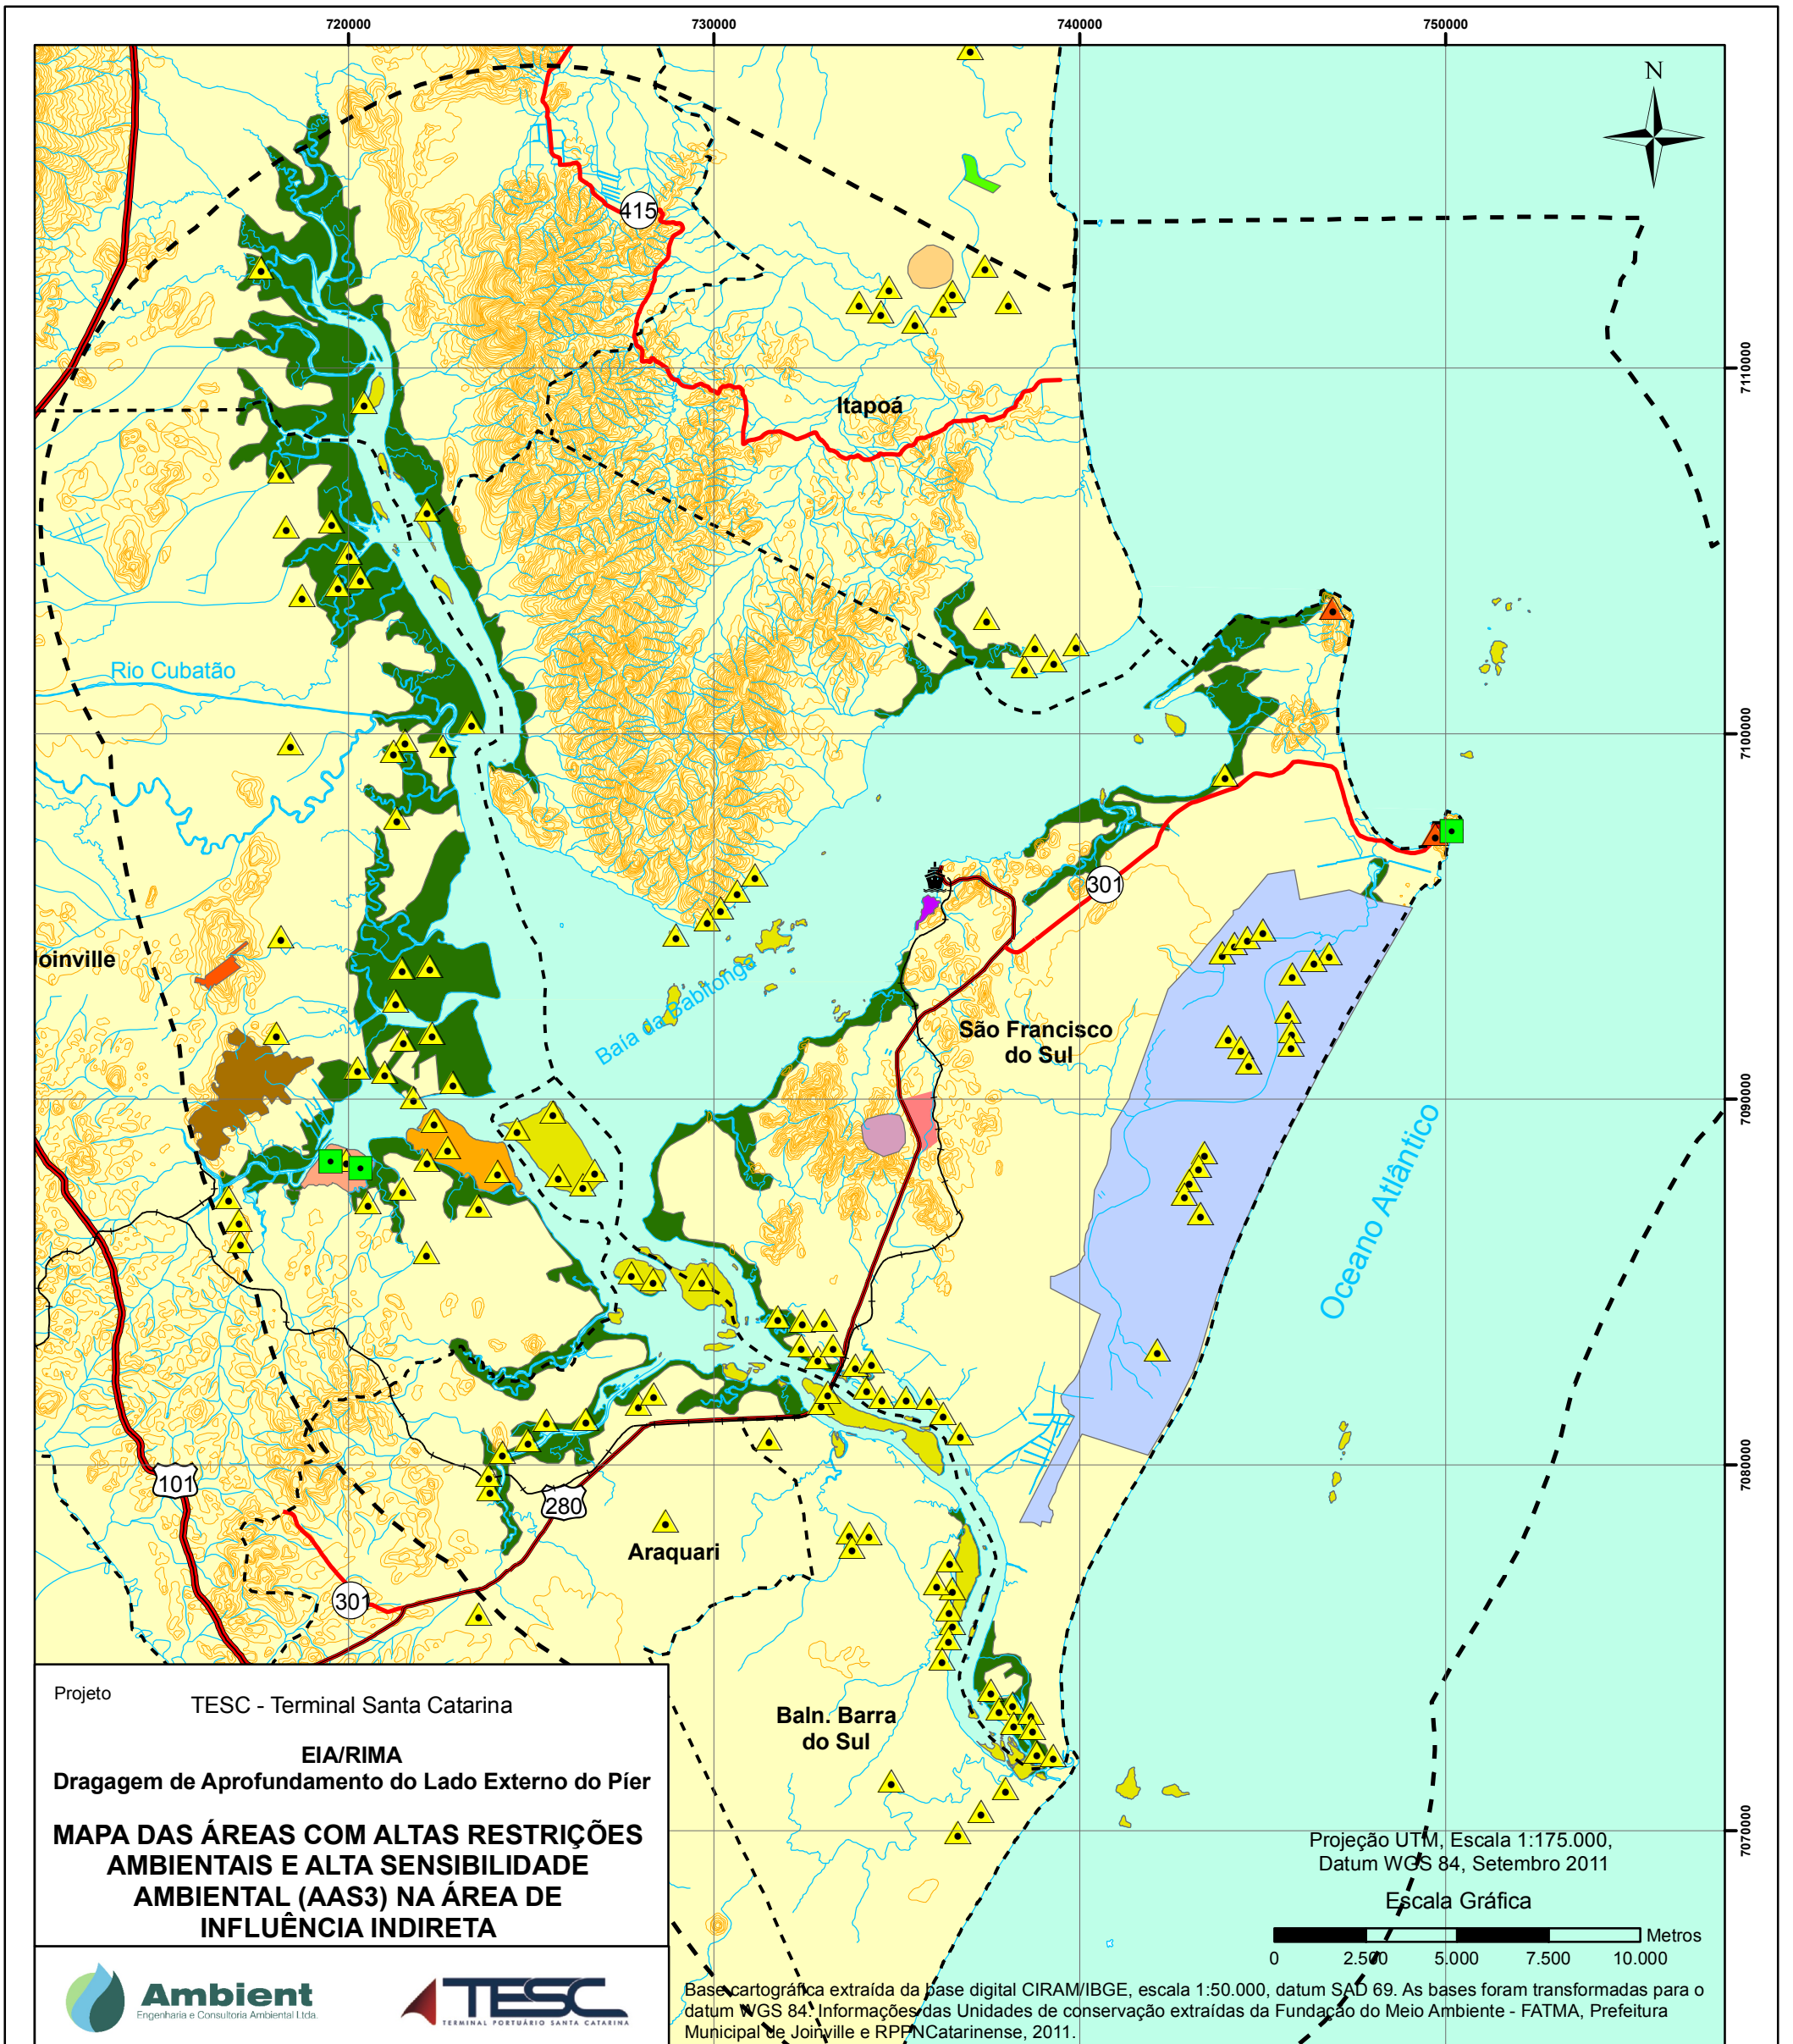 720000
730000
740000
750000
N
415
7110000
Itapoá
Rio Cubatão
7100000
301
oinville
Baía da Babitonga
São Francisco
do Sul
7090000
Oceano Atlântico
101
280
7080000
Araquari
301
Baln. Barra
do Sul
7070000
Projeto
TESC - Terminal Santa Catarina
EIA/RIMA
Dragagem de Aprofundamento do Lado Externo do Píer
MAPA DAS ÁREAS COM ALTAS RESTRIÇÕES
AMBIENTAIS E ALTA SENSIBILIDADE
AMBIENTAL (AAS3) NA ÁREA DE
INFLUÊNCIA INDIRETA
Projeção UTM, Escala 1:175.000,
Datum WGS 84, Setembro 2011
Escala Gráfica
Metros
0 2.500 5.000 7.500 10.000
Ambient
Engenharia e Consultoria Ambiental Ltda.
TESC
TERMINAL PORTUÁRIO SANTA CATARINA
Base cartográfica extraída da base digital CIRAM/IBGE, escala 1:50.000, datum SAD 69. As bases foram transformadas para o
datum WGS 84. Informações das Unidades de conservação extraídas da Fundação do Meio Ambiente - FATMA, Prefeitura
Municipal de Joinville e RPPNCatarinense, 2011.